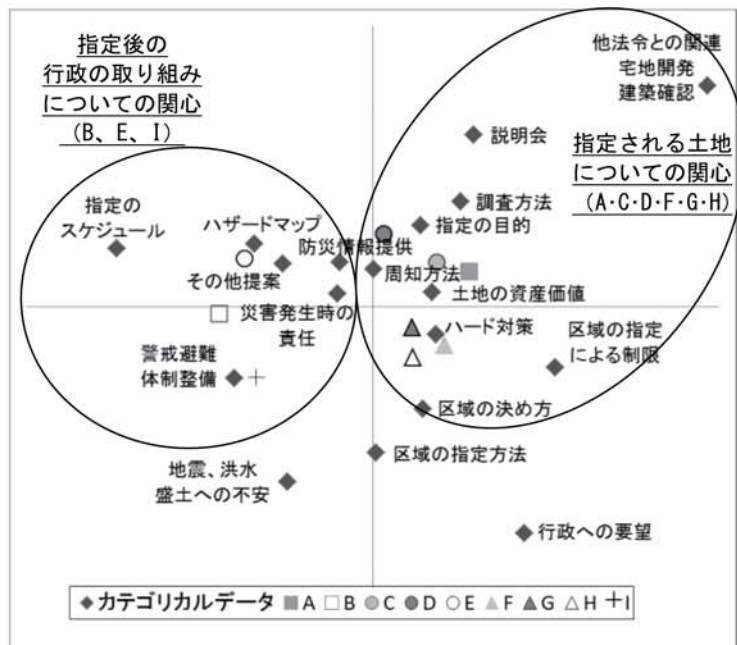 指定後の
行政の取り組み
についての関心
(B、E、I)
他法令との関連
宅地開発
建築確認
説明会
指定される土地
についての関心
(A・C・D・F・G・H)
調査方法
指定の目的
指定の
スケジュール
ハザードマップ
防災情報提供
その他提案
周知方法
土地の資産価値
災害発生時の
責任
ハード対策
区域の指定
による制限
警戒避難
体制整備
区域の決め方
区域の指定方法
地震、洪水
盛土への不安
行政への要望
カテゴリカルデータ A B C D E F G H I